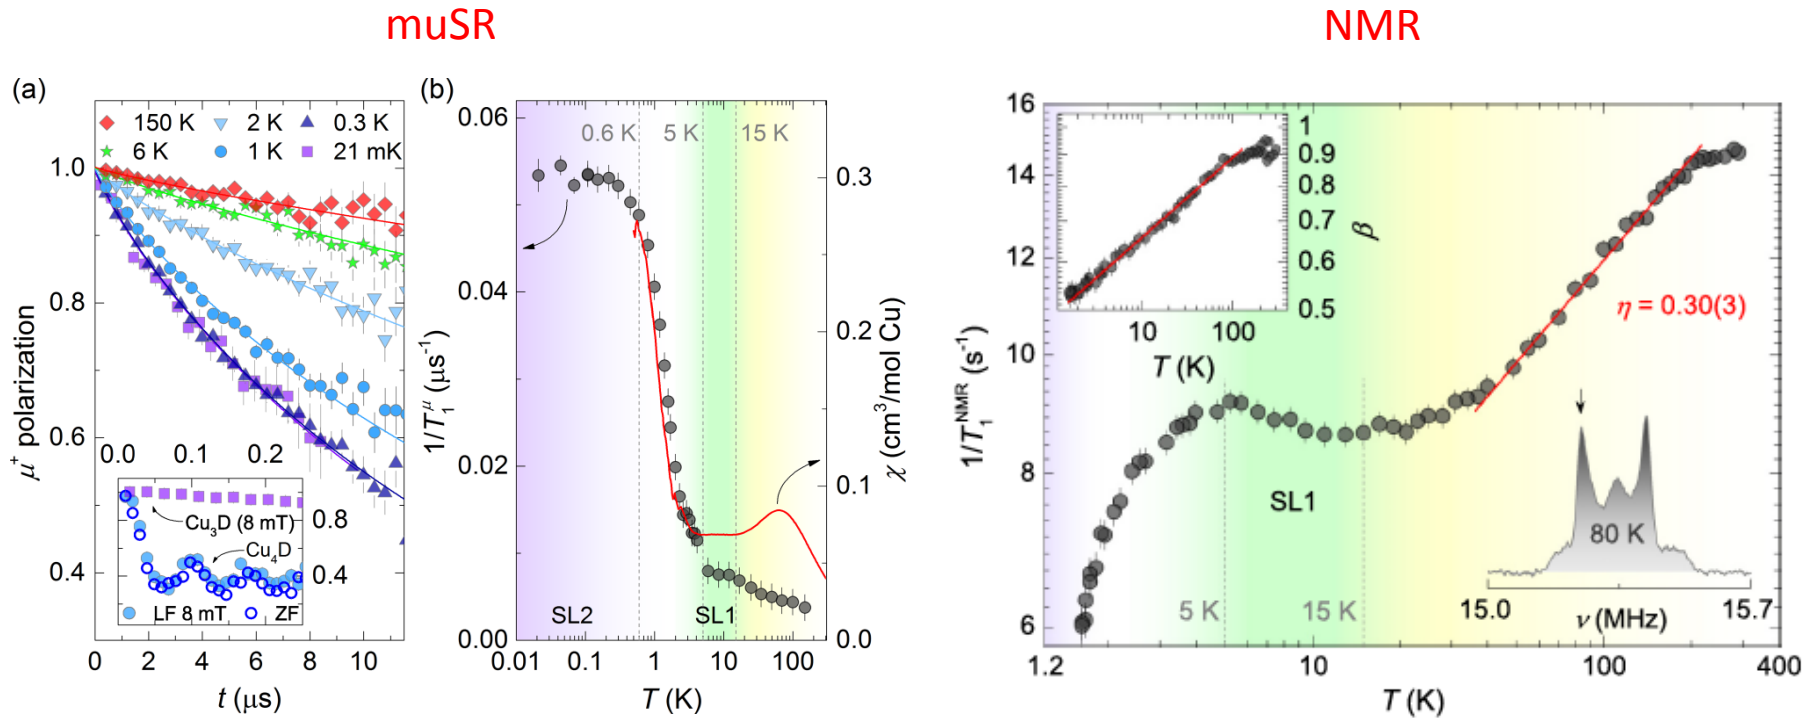 muSR
NMR
(a)
150 K
2 K
0.3 K
6 K
1 K
21 mK
1.0
0.8
0.6
0.4
μ⁺ polarization
0.0
0.1
0.2
Cu₃D (8 mT)
Cu₄D
0.8
0.4
LF 8 mT
ZF
0
2
4
6
8
10
t (μs)
(b)
0.06
0.04
0.02
0.00
1/T₁^μ (μs⁻¹)
0.6 K
5 K
15 K
SL2
SL1
0.3
0.2
0.1
0.0
χ (cm³/mol Cu)
0.01
0.1
1
10
100
T (K)
16
14
12
10
8
6
1/T₁^NMR (s⁻¹)
1
0.9
0.8
0.7
0.6
0.5
β
10
100
T (K)
η = 0.30(3)
SL1
5 K
15 K
80 K
15.0
15.7
ν (MHz)
1.2
10
100
400
T (K)